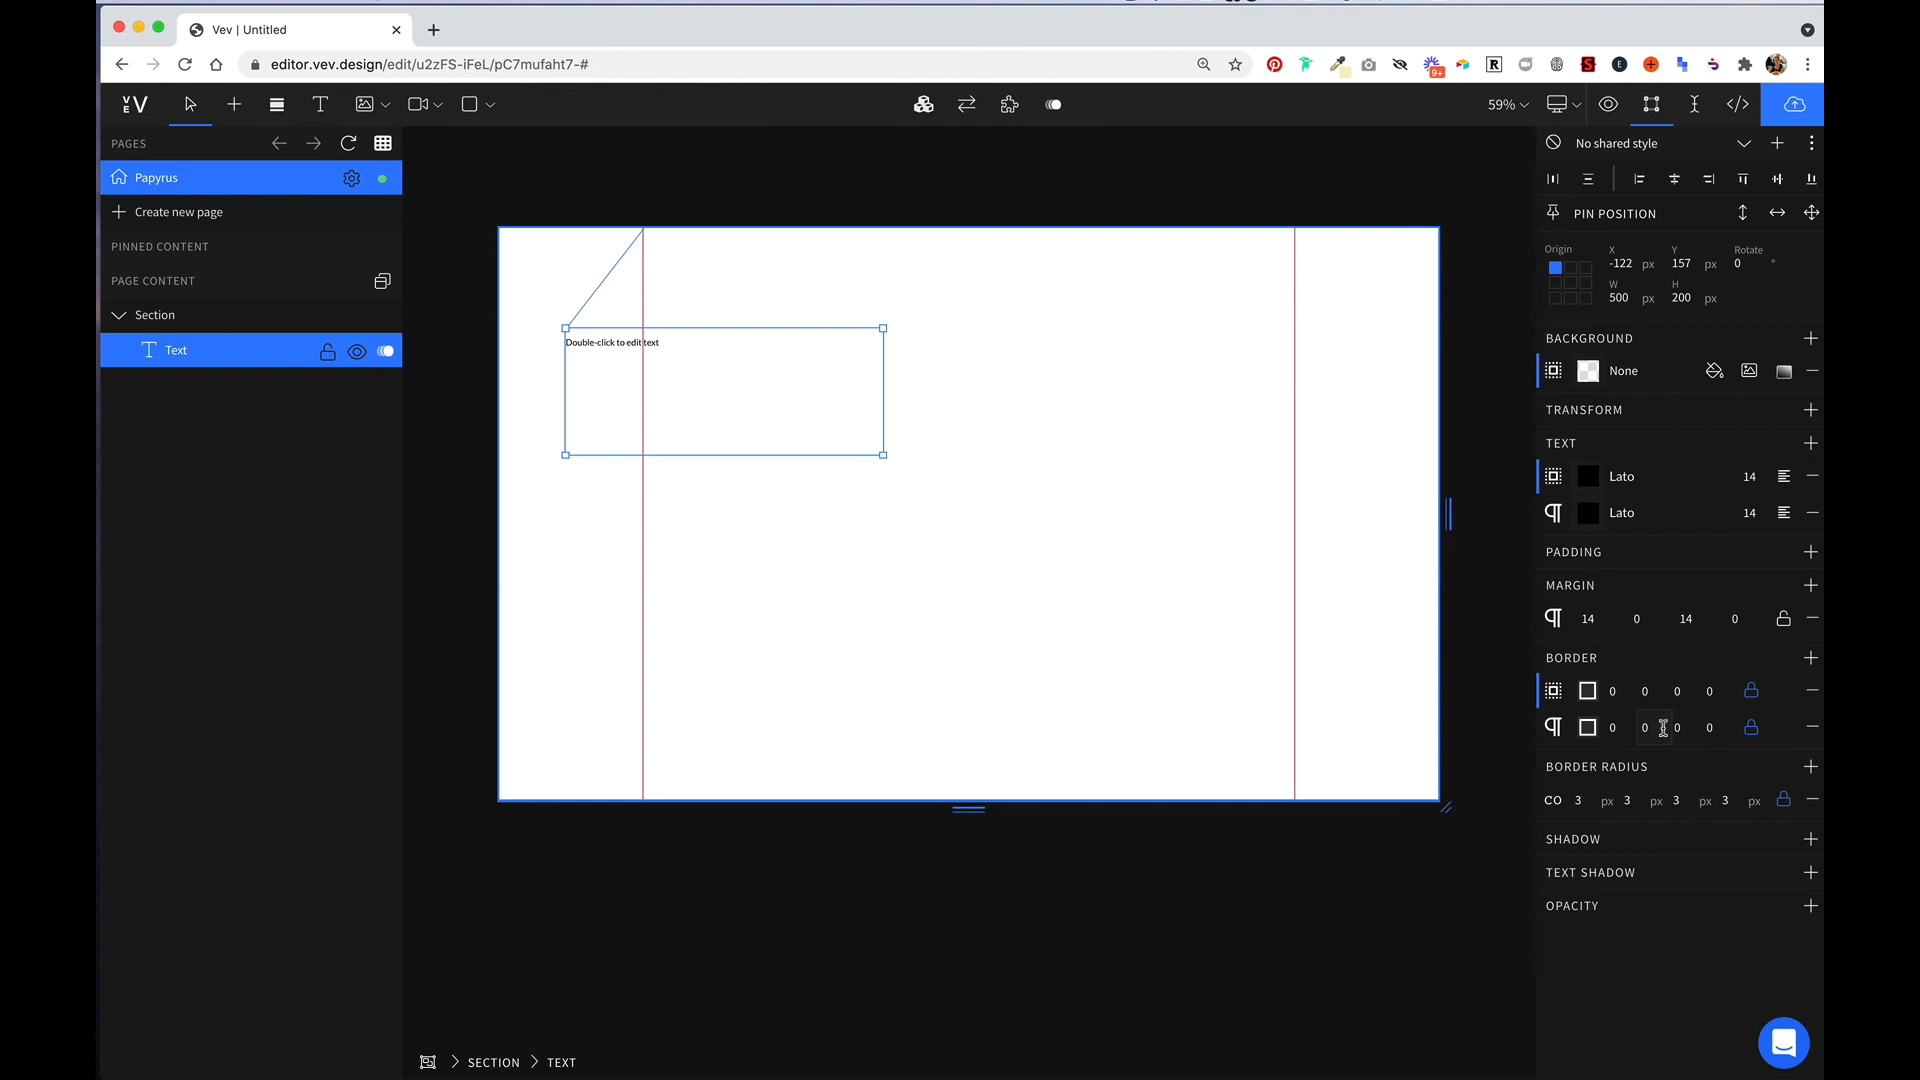 Vev | Untitled
editor.vev.design/edit/u2zFS-iFeL/pC7mufaht7-#
9+
VEV
59%
PAGES
Papyrus
Create new page
PINNED CONTENT
PAGE CONTENT
Section
Text
Double-click to edit text
No shared style
PIN POSITION
Origin X Y Rotate
-122 px 157 px 0 °
W H
500 px 200 px
BACKGROUND
None
TRANSFORM
TEXT
Lato 14
Lato 14
PADDING
MARGIN
14 0 14 0
BORDER
0 0 0 0
0 0 0 0
BORDER RADIUS
CO 3 px 3 px 3 px 3 px
SHADOW
TEXT SHADOW
OPACITY
SECTION TEXT